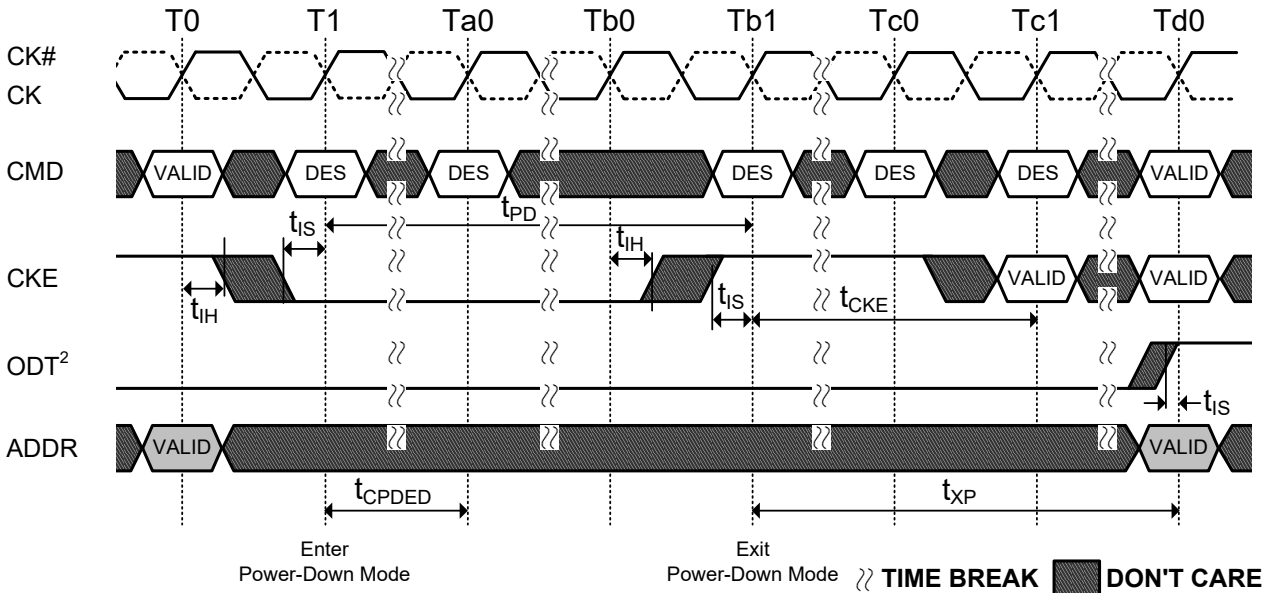 T0 T1 Ta0 Tb0 Tb1 Tc0 Tc1 Td0
CK#
CK
CMD VALID DES DES DES DES DES VALID
tIS tPD tIH
CKE VALID VALID
tIH tIS tCKE
ODT²
tIS
ADDR VALID VALID
tCPDED tXP
Enter Power-Down Mode
Exit Power-Down Mode
TIME BREAK DON'T CARE